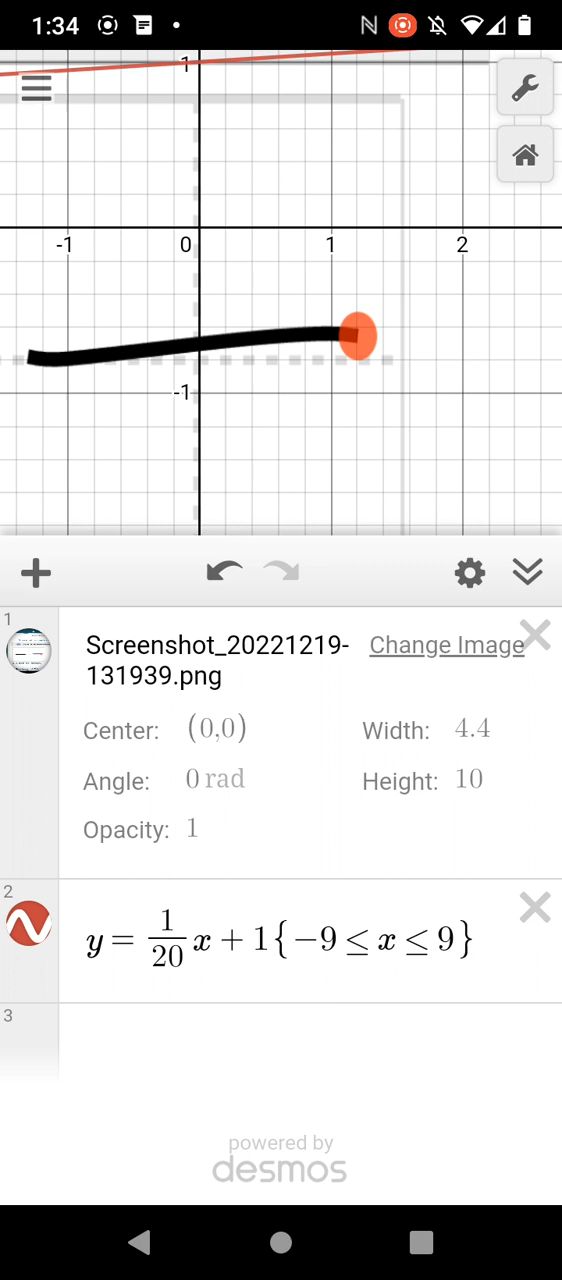 1:34
1
-1 0 1 2
-1
1
Screenshot_20221219-131939.png Change Image
Center: (0,0) Width: 4.4
Angle: 0 rad Height: 10
Opacity: 1
2
y = 1/20 x + 1{−9 ≤ x ≤ 9}
3
powered by
desmos